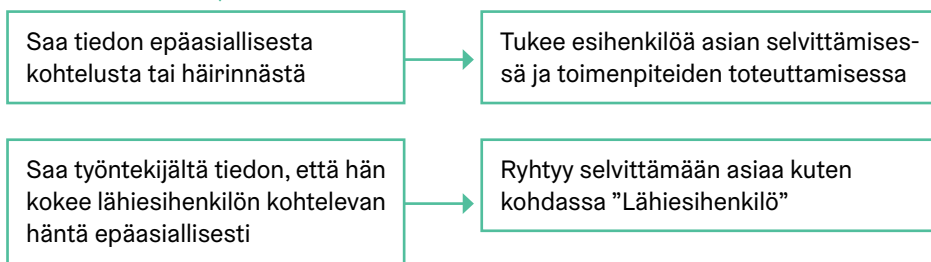 Saa tiedon epäasiallisesta
kohtelusta tai häirinnästä
Tukee esihenkilöä asian selvittämises-
sä ja toimenpiteiden toteuttamisessa
Saa työntekijältä tiedon, että hän
kokee lähiesihenkilön kohtelevan
häntä epäasiallisesti
Ryhtyy selvittämään asiaa kuten
kohdassa ”Lähiesihenkilö”